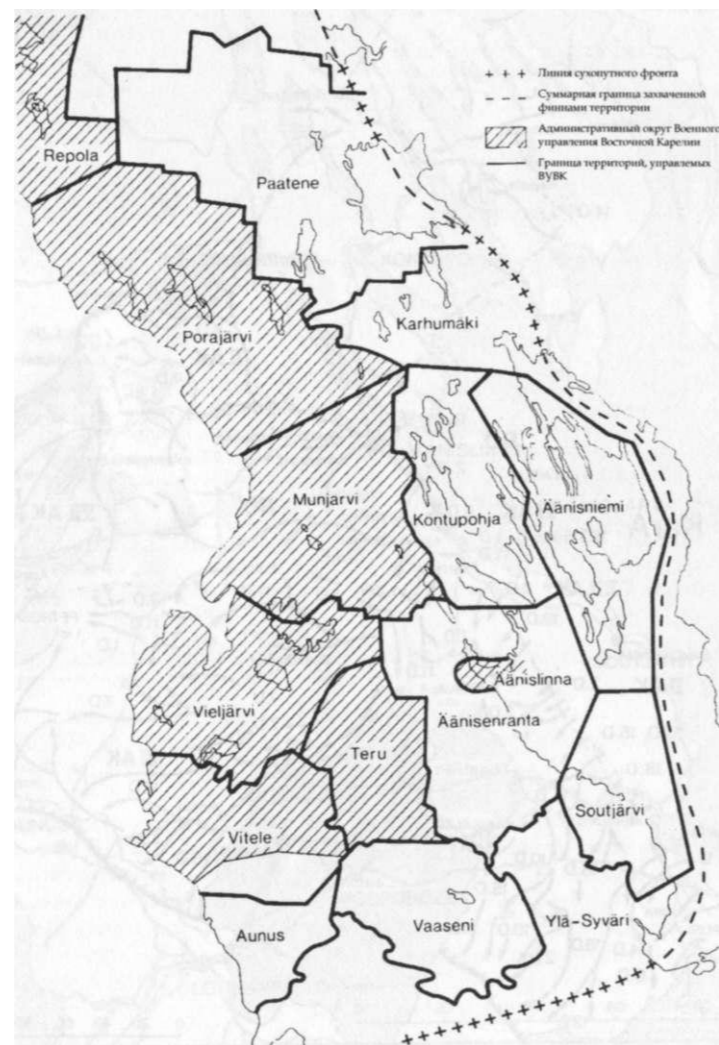 Линия сухопутного фронта
Суммарная граница захваченной
финнами территории
Административный округ Военного
управления Восточной Карелии
Граница территорий, управляемых
ВУВК
Repola
Paatene
Porajärvi
Karhumäki
Munjarvi
Kontupohja
Äänisniemi
Äänislinna
Vieljärvi
Äänisenranta
Teru
Soutjärvi
Vitele
Aunus
Vaaseni
Ylä-Syväri